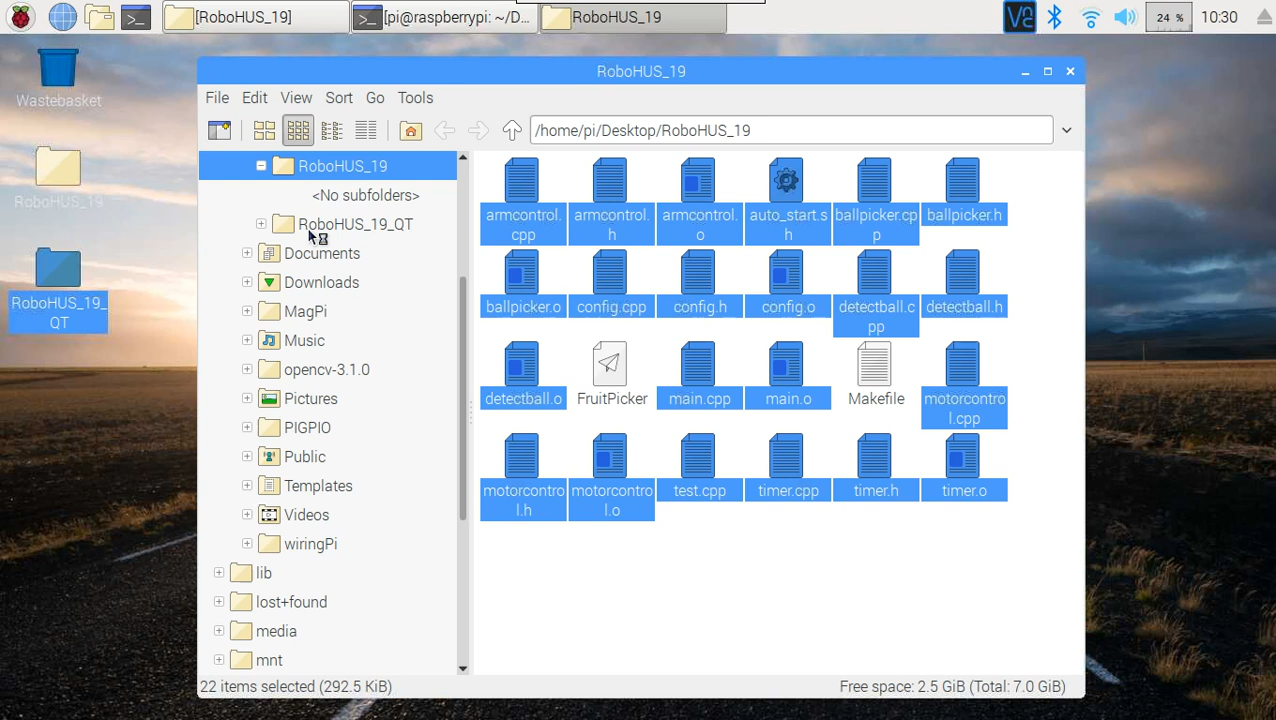 [RoboHUS_19]
[pi@raspberrypi: ~/D...
RoboHUS_19
24 %
10:30
Wastebasket
RoboHUS_19
RoboHUS_19_
QT
RoboHUS_19
File Edit View Sort Go Tools
/home/pi/Desktop/RoboHUS_19
RoboHUS_19
<No subfolders>
RoboHUS_19_QT
Documents
Downloads
MagPi
Music
opencv-3.1.0
Pictures
PIGPIO
Public
Templates
Videos
wiringPi
lib
lost+found
media
mnt
armcontrol.
cpp
armcontrol.
h
armcontrol.
o
auto_start.s
h
ballpicker.cp
p
ballpicker.h
ballpicker.o
config.cpp
config.h
config.o
detectball.c
pp
detectball.h
detectball.o
FruitPicker
main.cpp
main.o
Makefile
motorcontro
l.cpp
motorcontro
l.h
motorcontro
l.o
test.cpp
timer.cpp
timer.h
timer.o
22 items selected (292.5 KiB)
Free space: 2.5 GiB (Total: 7.0 GiB)